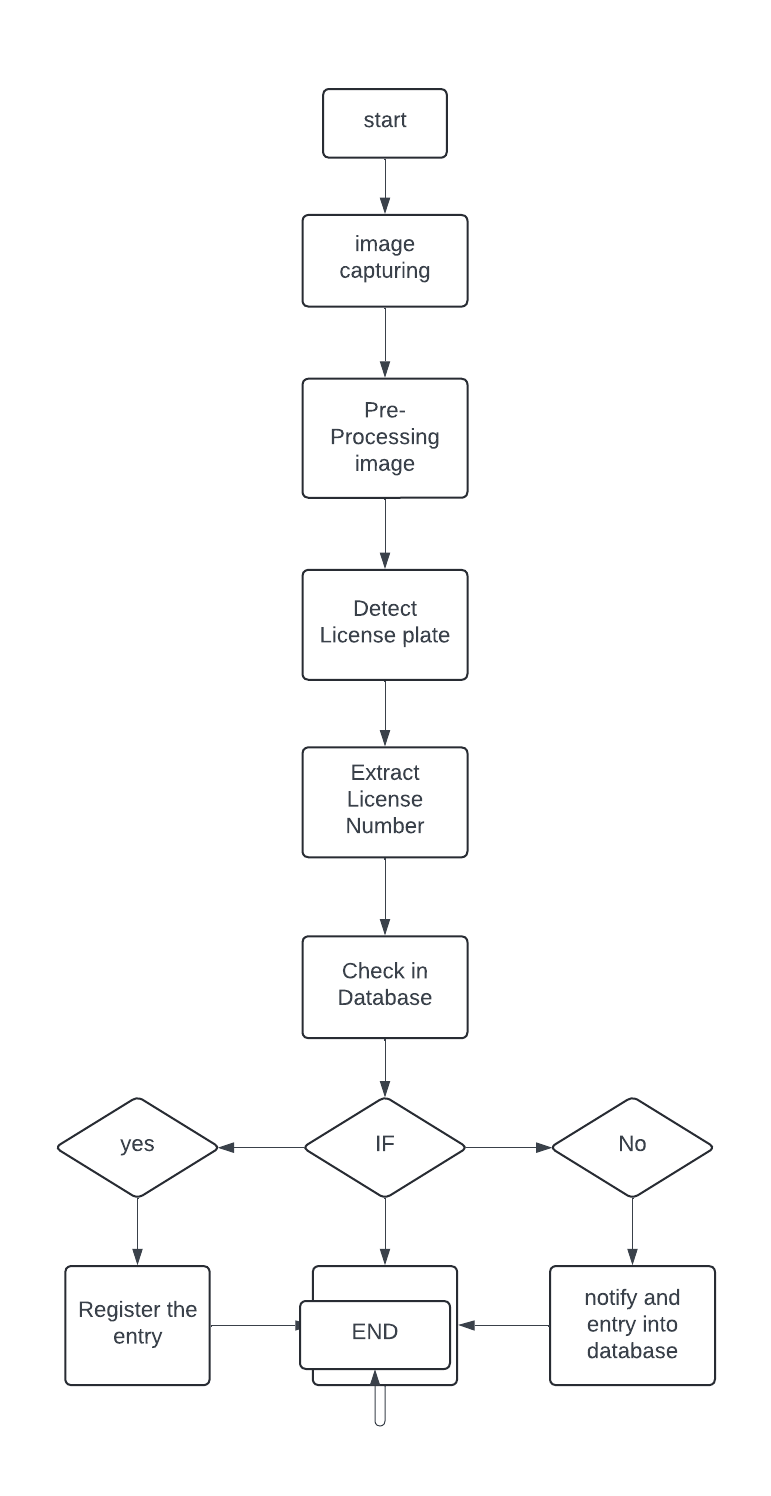 start
image
capturing
Pre-
Processing
image
Detect
License plate
Extract
License
Number
Check in
Database
yes
IF
No
Register the
entry
END
notify and
entry into
database